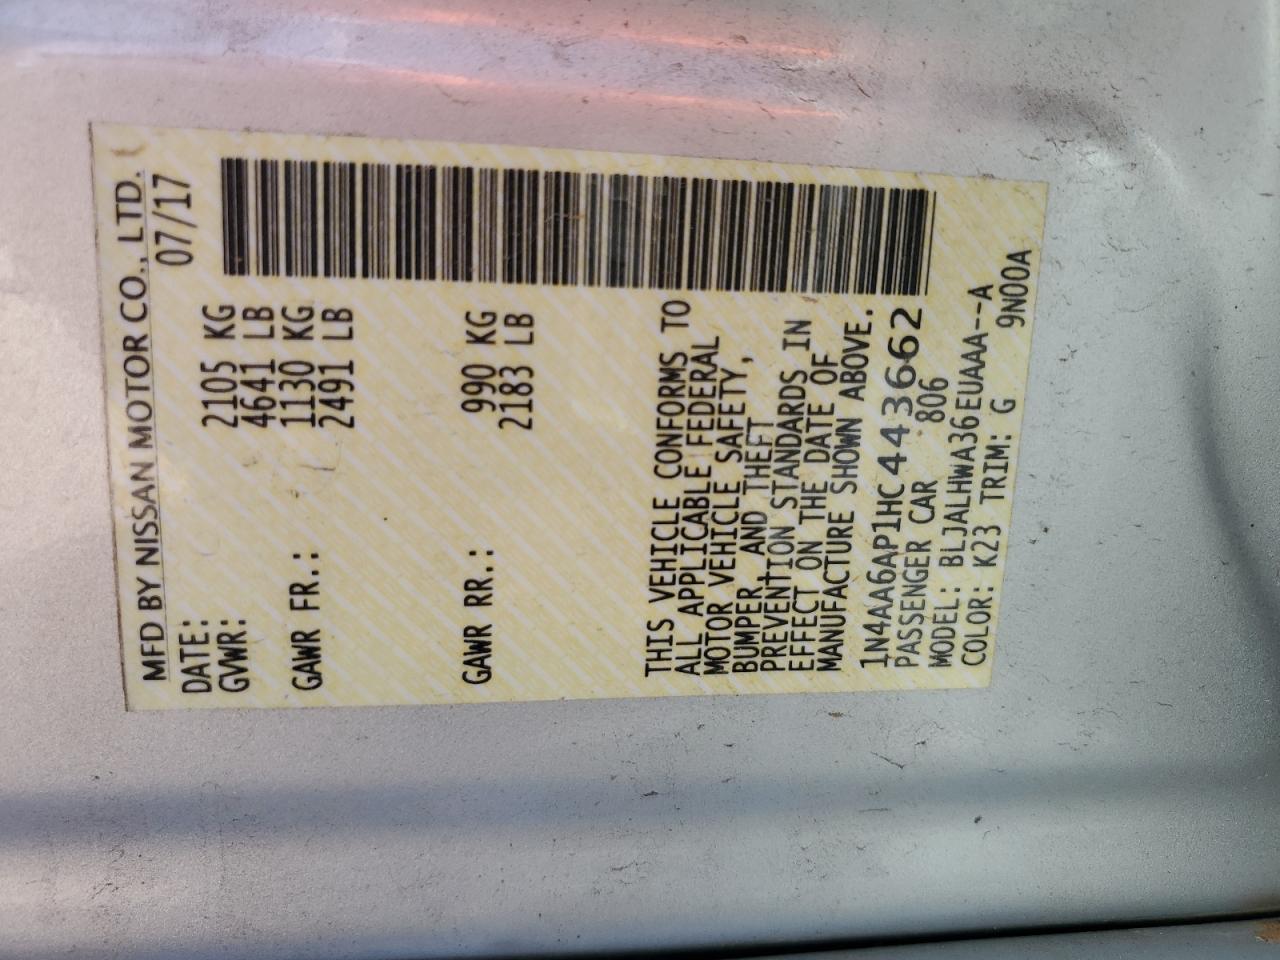 MFD BY NISSAN MOTOR CO., LTD.
DATE: 07/17
GVWR: 2105 KG
4641 LB
GAWR FR.: 1130 KG
2491 LB
GAWR RR.: 990 KG
2183 LB
THIS VEHICLE CONFORMS TO
ALL APPLICABLE FEDERAL
MOTOR VEHICLE SAFETY,
BUMPER, AND THEFT
PREVENTION STANDARDS IN
EFFECT ON THE DATE OF
MANUFACTURE SHOWN ABOVE.
1N4AA6AP1HC443662
PASSENGER CAR 806
MODEL: BLJALHWA36EUAAA--A
COLOR: K23 TRIM: G 9N00A